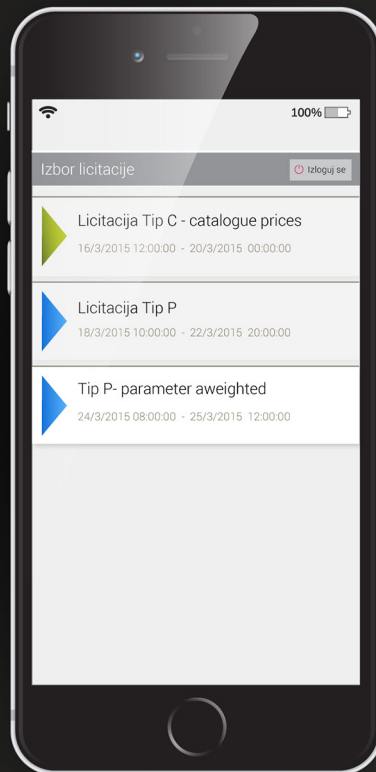 100%
Izbor licitacije
Izloguj se
Licitacija Tip C - catalogue prices
16/3/2015 12:00:00 - 20/3/2015 00:00:00
Licitacija Tip P
18/3/2015 10:00:00 - 22/3/2015 20:00:00
Tip P- parameter aweighted
24/3/2015 08:00:00 - 25/3/2015 12:00:00